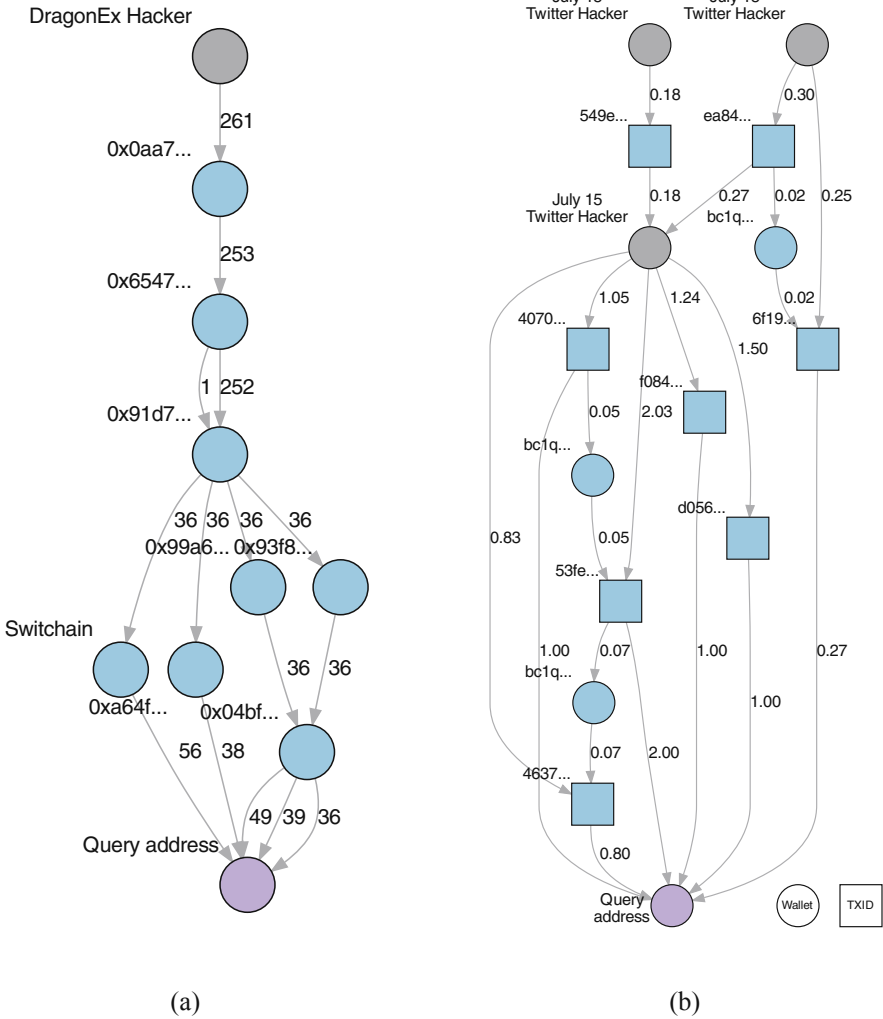 DragonEx Hacker
261
0x0aa7...
253
0x6547...
1 252
0x91d7...
36 36 36 36
0x99a6... 0x93f8...
Switchain
36 36
0xa64f... 0x04bf...
56 38
49 39 36
Query address
(a)
July 15 July 15
Twitter Hacker Twitter Hacker
0.18 0.30
549e... ea84...
0.18 0.27 0.02 0.25
July 15
Twitter Hacker bc1q...
1.05 1.24 0.02
4070... 6f19...
1.50
f084...
0.05 2.03
bc1q...
d056...
0.83 0.05
53fe...
1.00 0.07 1.00 0.27
bc1q...
1.00
0.07 2.00
4637...
0.80
Query
address
Wallet TXID
(b)